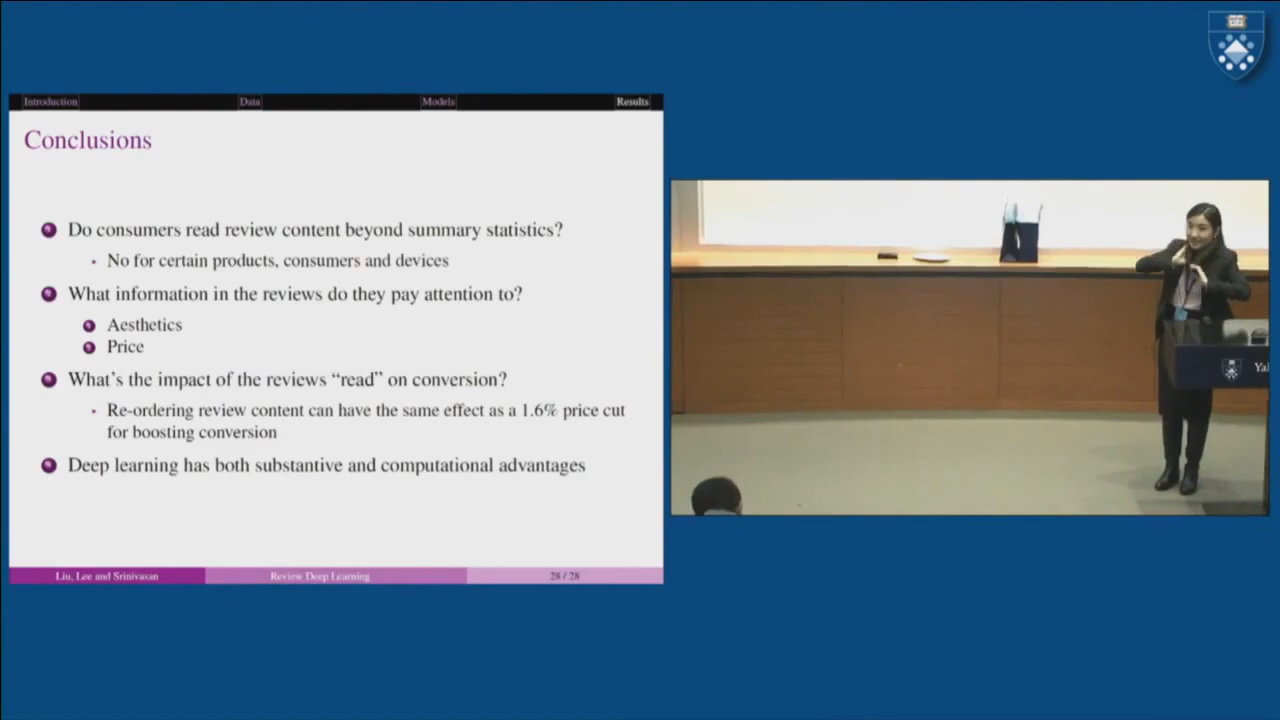 Introduction
Data
Models
Results
Conclusions
Do consumers read review content beyond summary statistics?
No for certain products, consumers and devices
What information in the reviews do they pay attention to?
Aesthetics
Price
What's the impact of the reviews “read” on conversion?
Re-ordering review content can have the same effect as a 1.6% price cut
for boosting conversion
Deep learning has both substantive and computational advantages
Liu, Lee and Srinivasan
Review Deep Learning
28 / 28